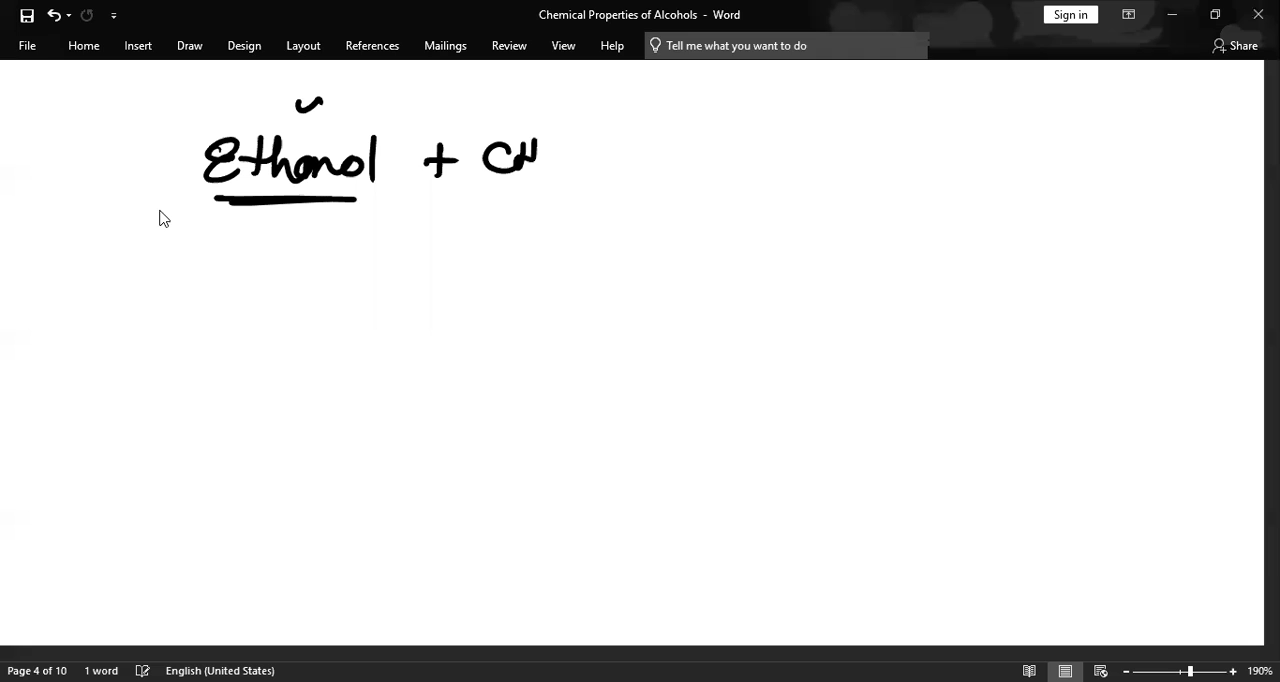 Chemical Properties of Alcohols - Word
Sign in
File Home Insert Draw Design Layout References Mailings Review View Help Tell me what you want to do Share
Ethanol + CH
Page 4 of 10 1 word English (United States) 190%